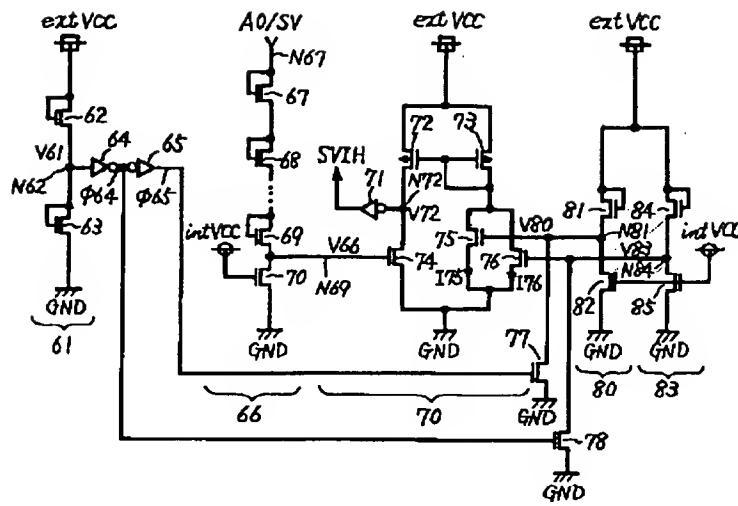 extVCC
A0/SV
extVCC
extVCC
N67
62
67
64
65
72
73
V61
SVIH
71
N72
68
N62
Φ64
Φ65
V72
V80
81
84
63
intVCC
69
75
N81
V83
intVCC
V66
76
N84
70
74
I75
I76
82
85
N69
GND
GND
GND
77
GND
GND
61
80
83
66
70
GND
78
GND